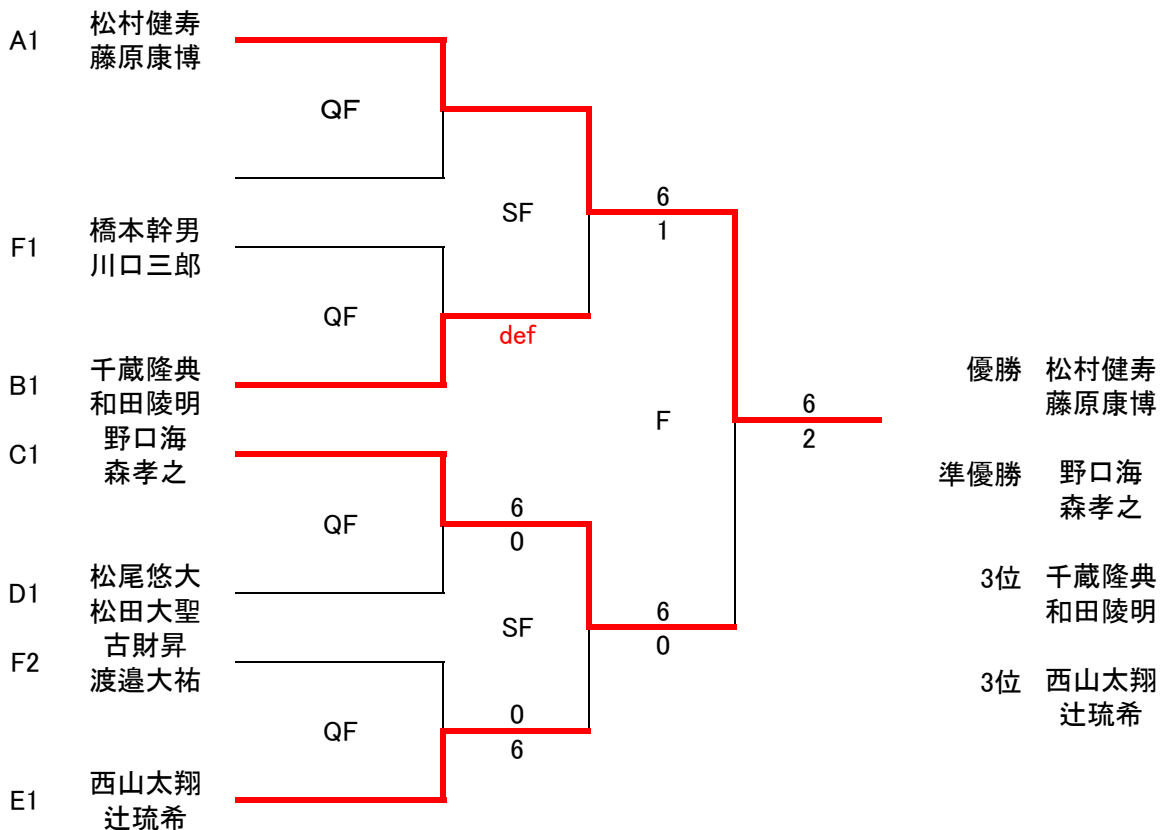 A1
松村健寿
藤原康博
QF
SF
6
1
F1
橋本幹男
川口三郎
QF
def
B1
千蔵隆典
和田陵明
C1
野口海
森孝之
QF
6
0
F
6
2
D1
松尾悠大
松田大聖
F2
古財昇
渡邉大祐
SF
6
0
QF
0
6
E1
西山太翔
辻琉希
優勝 松村健寿
藤原康博
準優勝 野口海
森孝之
3位 千蔵隆典
和田陵明
3位 西山太翔
辻琉希